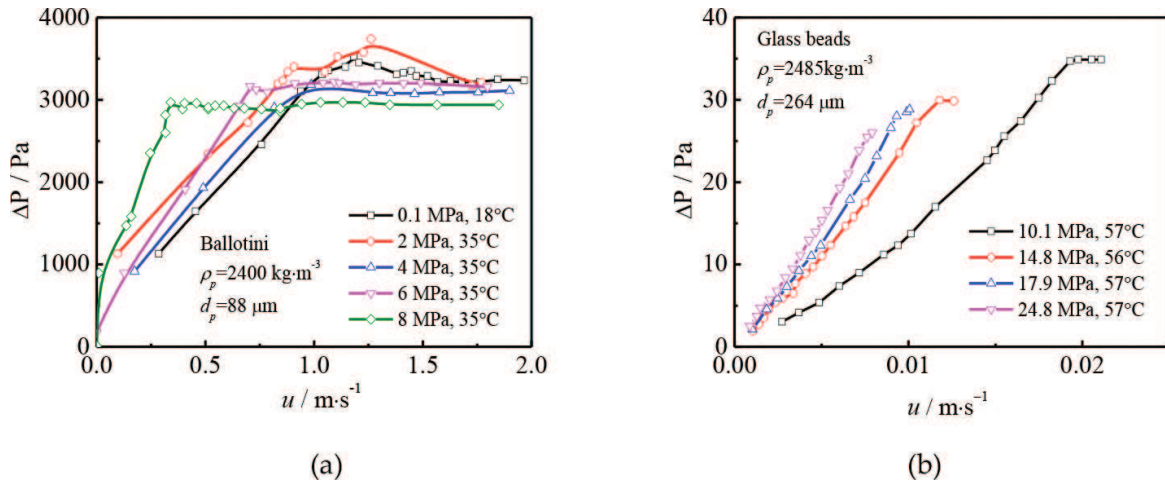 4000
3000
2000
1000
0
ΔP / Pa
Ballotini
ρp=2400 kg·m⁻³
dp=88 μm
0.1 MPa, 18°C
2 MPa, 35°C
4 MPa, 35°C
6 MPa, 35°C
8 MPa, 35°C
0.0 0.5 1.0 1.5 2.0
u / m·s⁻¹
(a)
40
30
20
10
0
ΔP / Pa
Glass beads
ρp=2485kg·m⁻³
dp=264 μm
10.1 MPa, 57°C
14.8 MPa, 56°C
17.9 MPa, 57°C
24.8 MPa, 57°C
0.00 0.01 0.02
u / m·s⁻¹
(b)